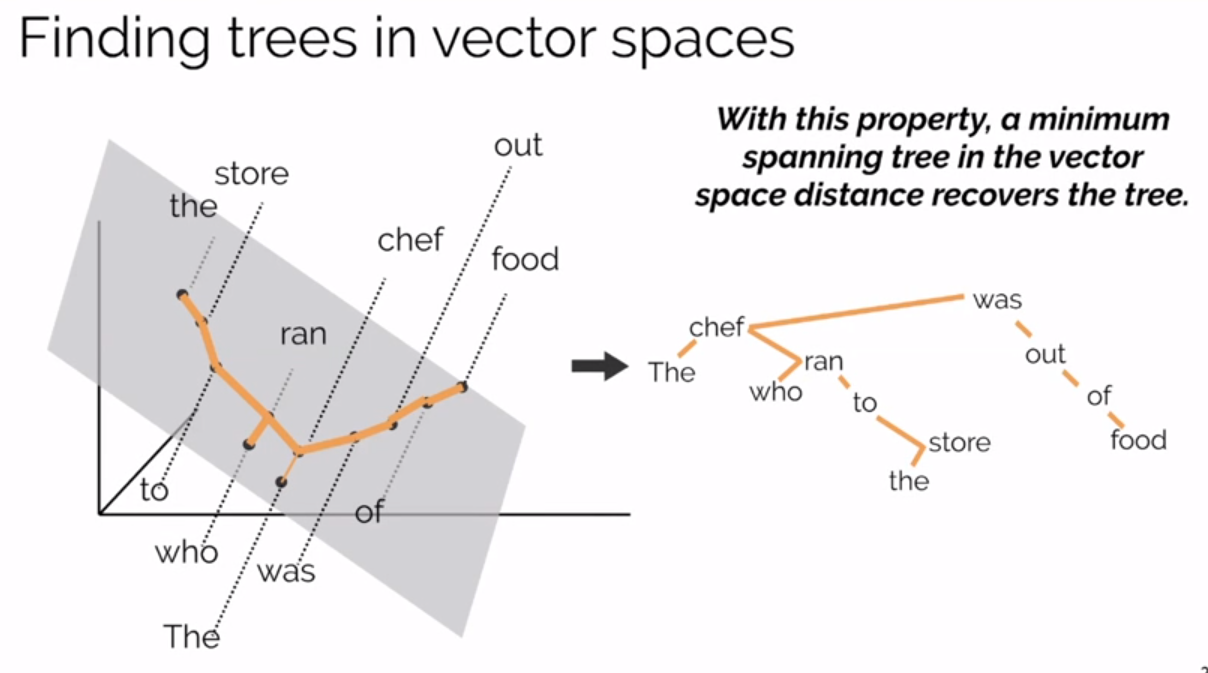 Finding trees in vector spaces
With this property, a minimum
spanning tree in the vector
space distance recovers the tree.
out
store
the
chef
food
ran
to
of
who
was
The
was
chef
out
ran
The
who
to
of
store
food
the